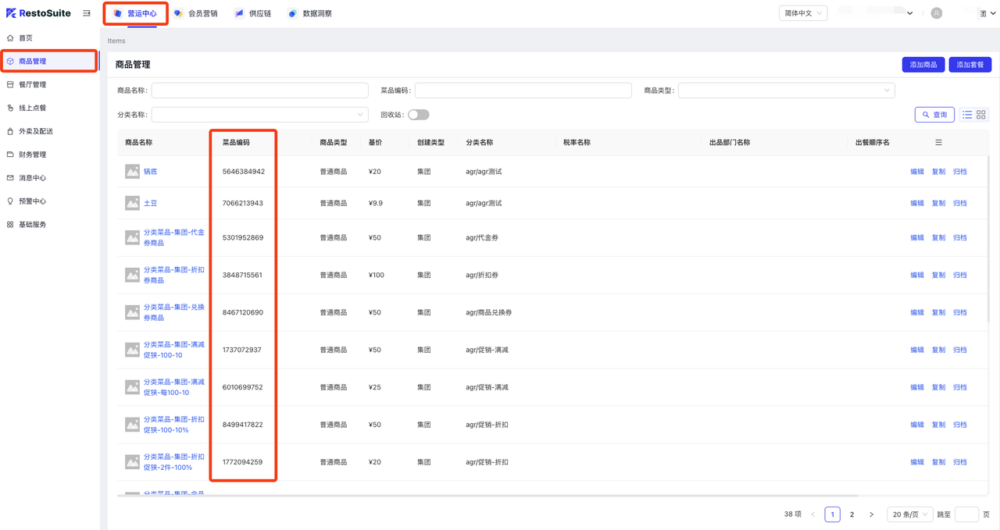 RestoSuite 营运中心 会员营销 供应链 数据洞察 简体中文 团
首页
商品管理
餐厅管理
线上点餐
外卖及配送
财务管理
消息中心
预警中心
基础服务
Items
商品管理 添加商品 添加套餐
商品名称: 菜品编码: 商品类型:
分类名称: 回收站: 查询
商品名称 菜品编码 商品类型 基价 创建类型 分类名称 税率名称 出品部门名称 出餐顺序名
锅底 5646384942 普通商品 ¥20 集团 agr/agr测试 编辑 复制 归档
土豆 7066213943 普通商品 ¥9.9 集团 agr/agr测试 编辑 复制 归档
分类菜品-集团-代金
券商品 5301952869 普通商品 ¥50 集团 agr/代金券 编辑 复制 归档
分类菜品-集团-折扣
券商品 3848715561 普通商品 ¥100 集团 agr/折扣券 编辑 复制 归档
分类菜品-集团-兑换
券商品 8467120690 普通商品 ¥50 集团 agr/商品兑换券 编辑 复制 归档
分类菜品-集团-满减
促狭-100-10 1737072937 普通商品 ¥50 集团 agr/促销-满减 编辑 复制 归档
分类菜品-集团-满减
促狭-每100-10 6010699752 普通商品 ¥25 集团 agr/促销-满减 编辑 复制 归档
分类菜品-集团-折扣
促狭-100-10% 8499417822 普通商品 ¥50 集团 agr/促销-折扣 编辑 复制 归档
分类菜品-集团-折扣
促狭-2件-100% 1772094259 普通商品 ¥20 集团 agr/促销-折扣 编辑 复制 归档
分类菜品-集团-会员
38 项 1 2 20 条/页 跳至 页